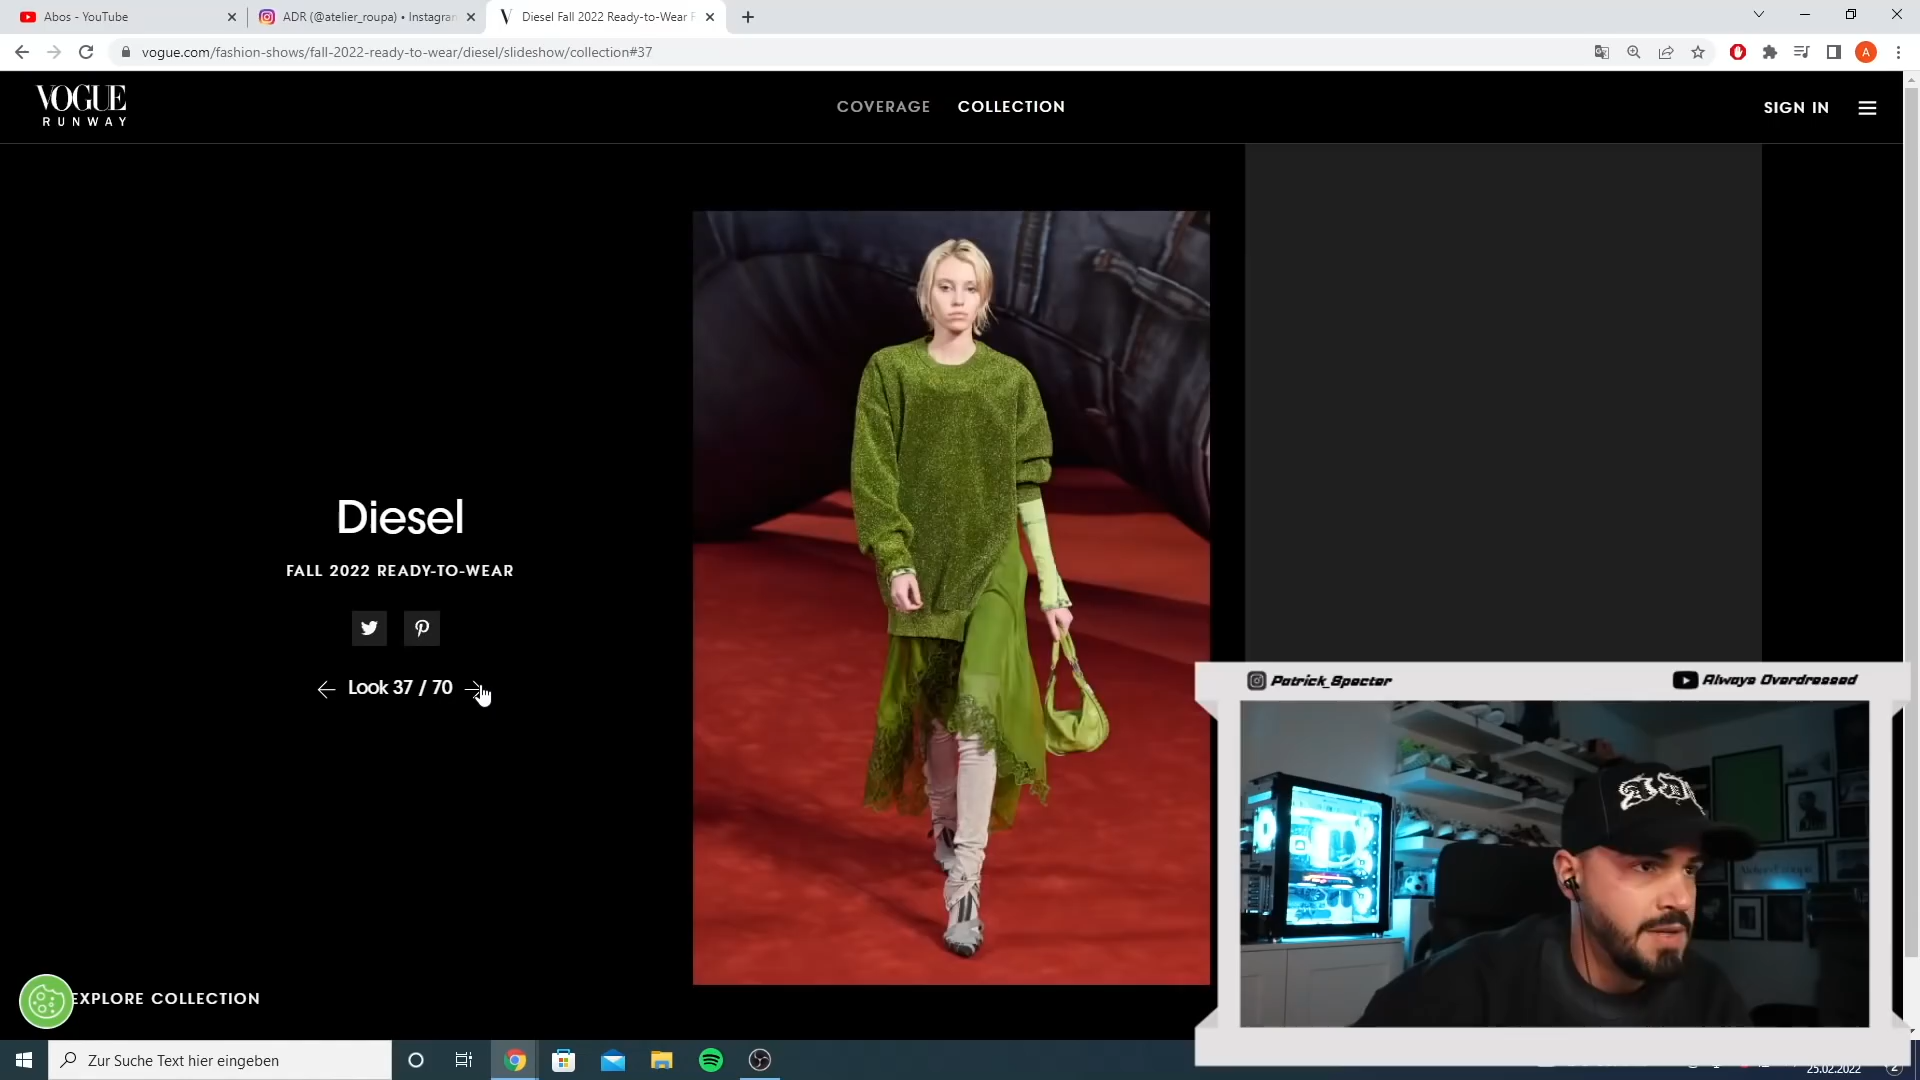 Abos - YouTube
ADR (@atelier_roupa) • Instagram
Diesel Fall 2022 Ready-to-Wear F
vogue.com/fashion-shows/fall-2022-ready-to-wear/diesel/slideshow/collection#37
A
VOGUE
RUNWAY
COVERAGE
COLLECTION
SIGN IN
Diesel
FALL 2022 READY-TO-WEAR
Look 37 / 70
EXPLORE COLLECTION
Patrick_Specter
Always Overdressed
Zur Suche Text hier eingeben
25.02.2022
2